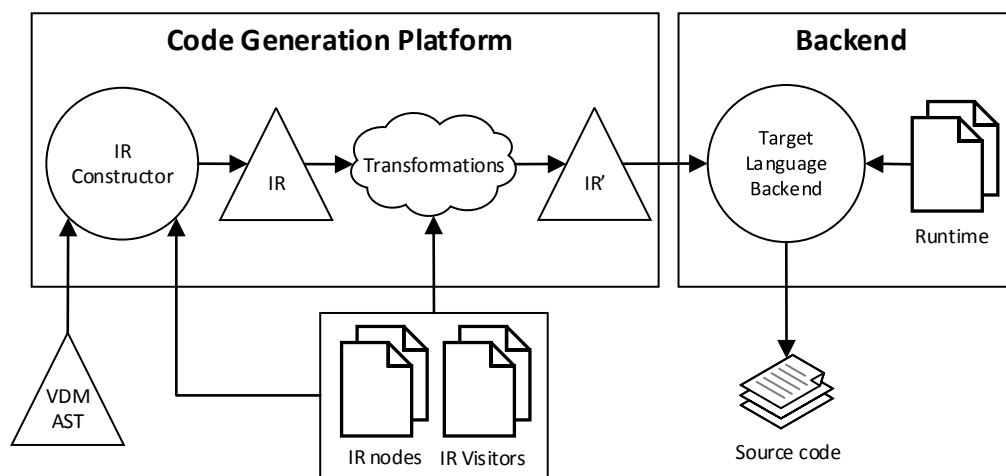 Code Generation Platform
Backend
IR
Constructor
IR
Transformations
IR’
Target
Language
Backend
Runtime
VDM
AST
IR nodes
IR Visitors
Source code